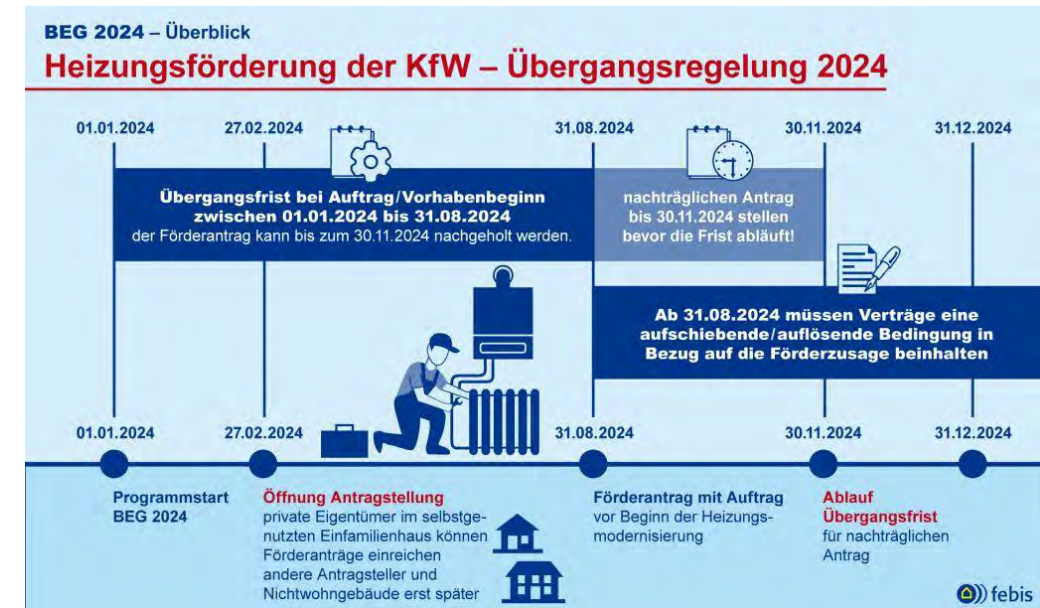 BEG 2024 – Überblick
Heizungsförderung der KfW – Übergangsregelung 2024
01.01.2024
27.02.2024
31.08.2024
30.11.2024
31.12.2024
Übergangsfrist bei Auftrag/Vorhabenbeginn
zwischen 01.01.2024 bis 31.08.2024
der Förderantrag kann bis zum 30.11.2024 nachgeholt werden.
nachträglichen Antrag
bis 30.11.2024 stellen
bevor die Frist abläuft!
Ab 31.08.2024 müssen Verträge eine
aufschiebende/auflösende Bedingung in
Bezug auf die Förderzusage beinhalten
01.01.2024
27.02.2024
31.08.2024
30.11.2024
31.12.2024
Programmstart
BEG 2024
Öffnung Antragstellung
private Eigentümer im selbstge-
nutzten Einfamilienhaus können
Förderanträge einreichen
andere Antragsteller und
Nichtwohngebäude erst später
Förderantrag mit Auftrag
vor Beginn der Heizungs-
modernisierung
Ablauf
Übergangsfrist
für nachträglichen
Antrag
febis